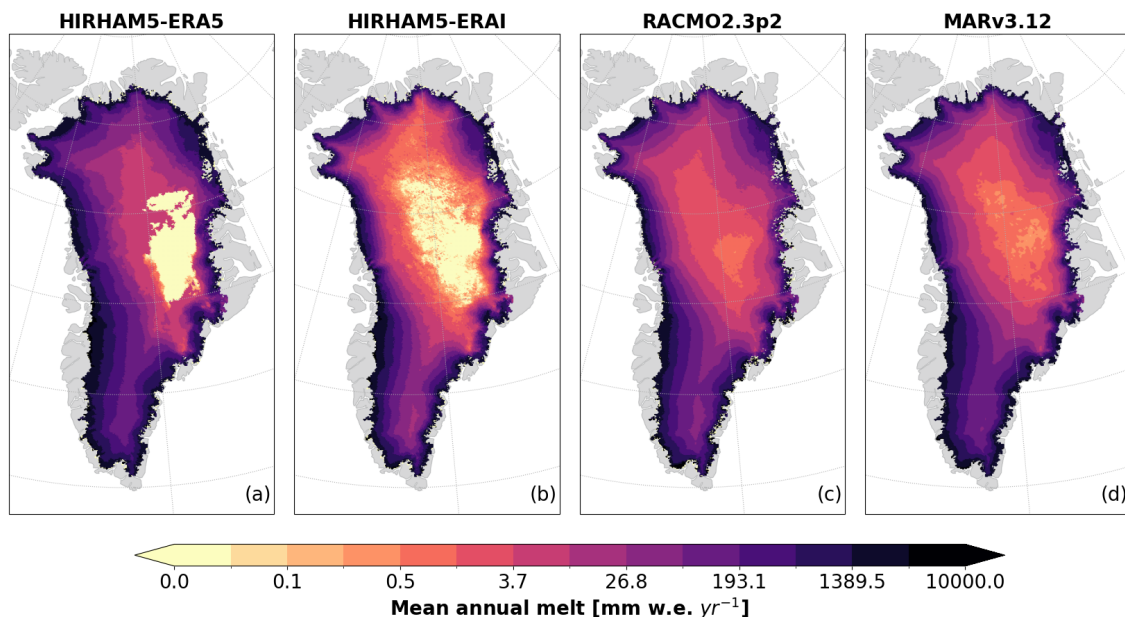 HIRHAM5-ERA5 HIRHAM5-ERAI RACMO2.3p2 MARv3.12
(a) (b) (c) (d)
0.0 0.1 0.5 3.7 26.8 193.1 1389.5 10000.0
Mean annual melt [mm w.e. yr⁻¹]